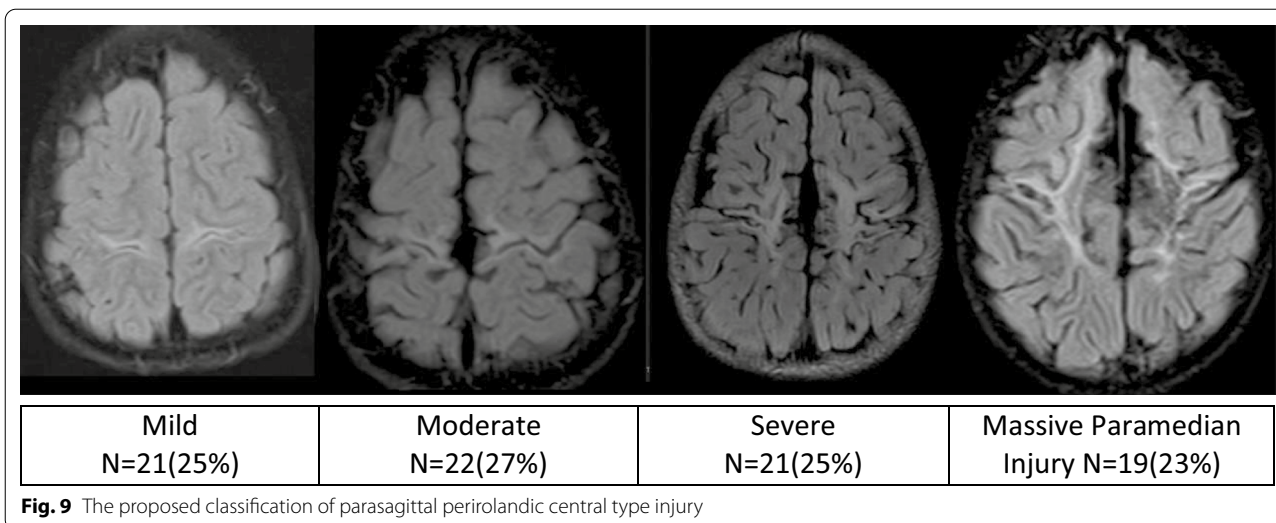 Mild
N=21(25%)
Moderate
N=22(27%)
Severe
N=21(25%)
Massive Paramedian
Injury N=19(23%)
Fig. 9 The proposed classification of parasagittal perirolandic central type injury